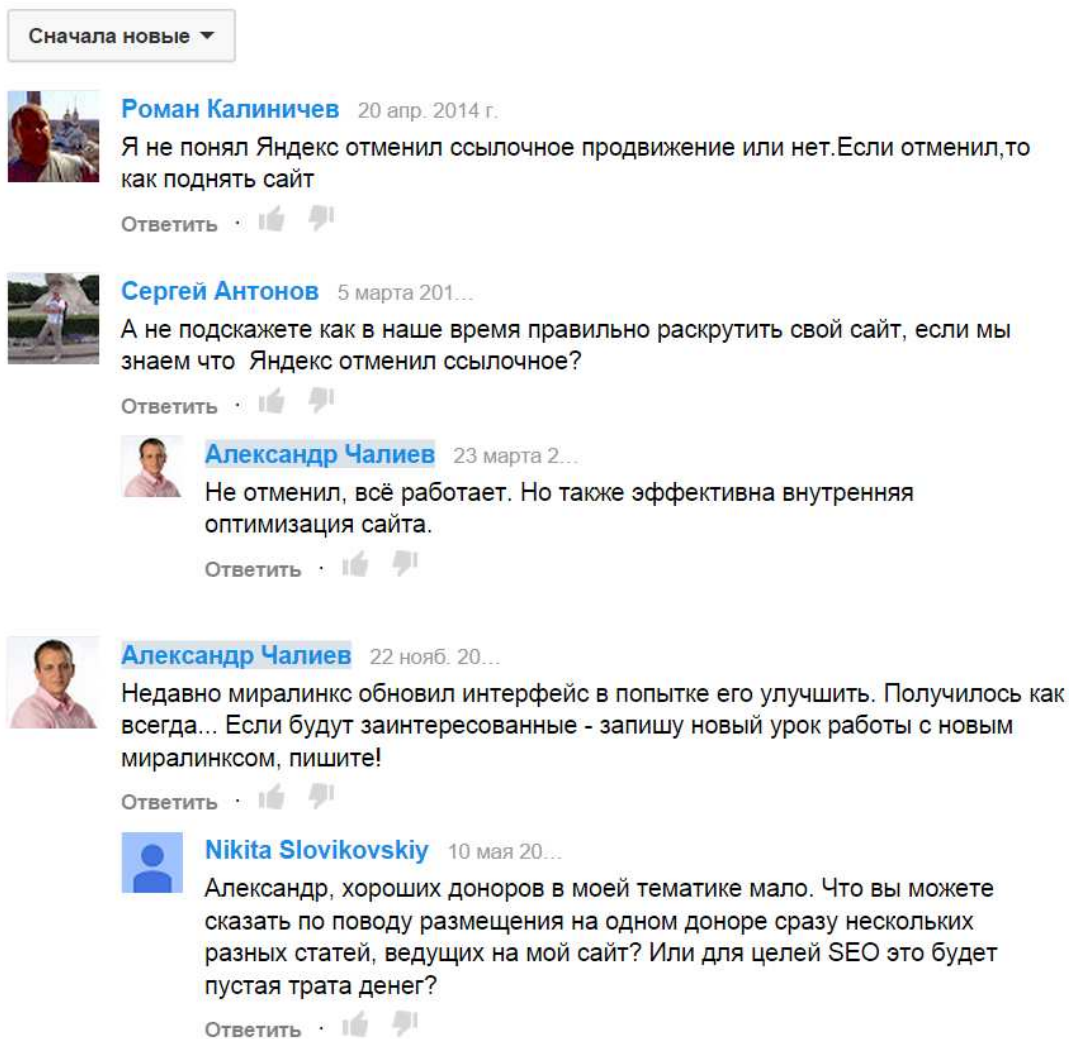 Сначала новые
Роман Калиничев 20 апр. 2014 г.
Я не понял Яндекс отменил ссылочное продвижение или нет.Если отменил,то
как поднять сайт
Ответить ·
Сергей Антонов 5 марта 201...
А не подскажете как в наше время правильно раскрутить свой сайт, если мы
знаем что  Яндекс отменил ссылочное?
Ответить ·
Александр Чалиев 23 марта 2...
Не отменил, всё работает. Но также эффективна внутренняя
оптимизация сайта.
Ответить ·
Александр Чалиев 22 нояб. 20...
Недавно миралинкс обновил интерфейс в попытке его улучшить. Получилось как
всегда... Если будут заинтересованные - запишу новый урок работы с новым
миралинксом, пишите!
Ответить ·
Nikita Slovikovskiy 10 мая 20...
Александр, хороших доноров в моей тематике мало. Что вы можете
сказать по поводу размещения на одном доноре сразу нескольких
разных статей, ведущих на мой сайт? Или для целей SEO это будет
пустая трата денег?
Ответить ·